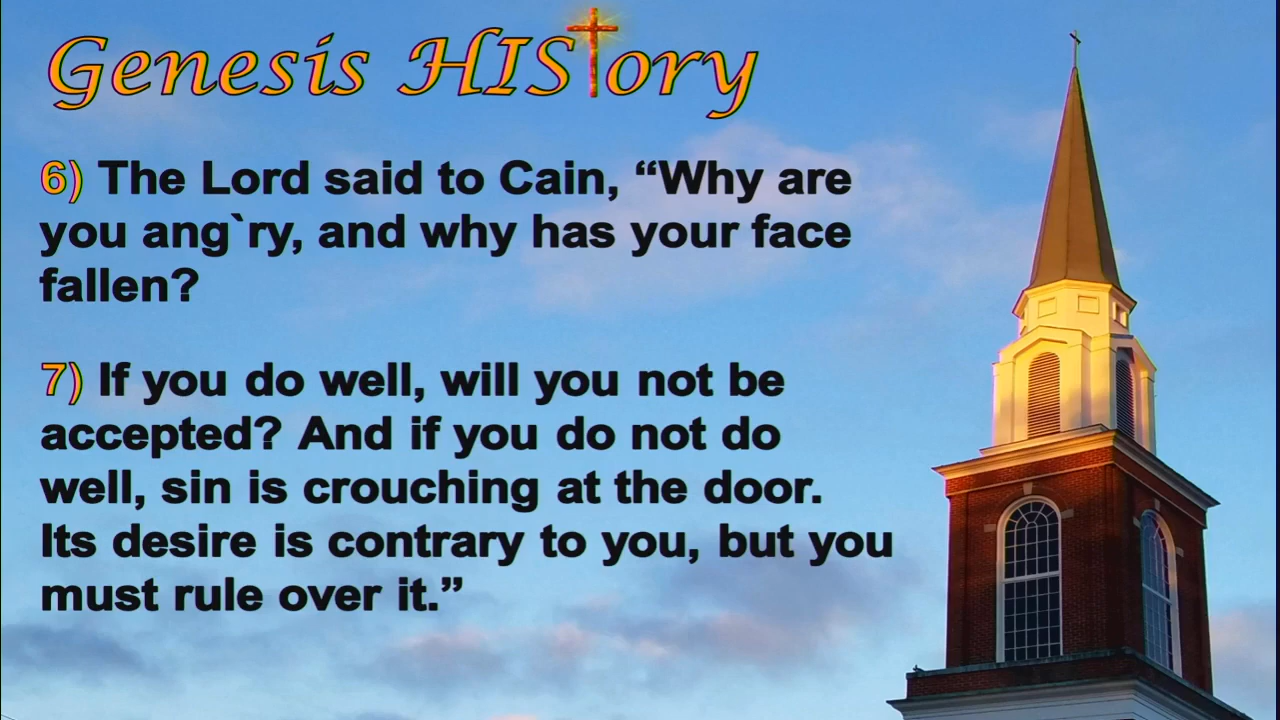 Genesis HIStory
6) The Lord said to Cain, “Why are
you ang`ry, and why has your face
fallen?
7) If you do well, will you not be
accepted? And if you do not do
well, sin is crouching at the door.
Its desire is contrary to you, but you
must rule over it.”